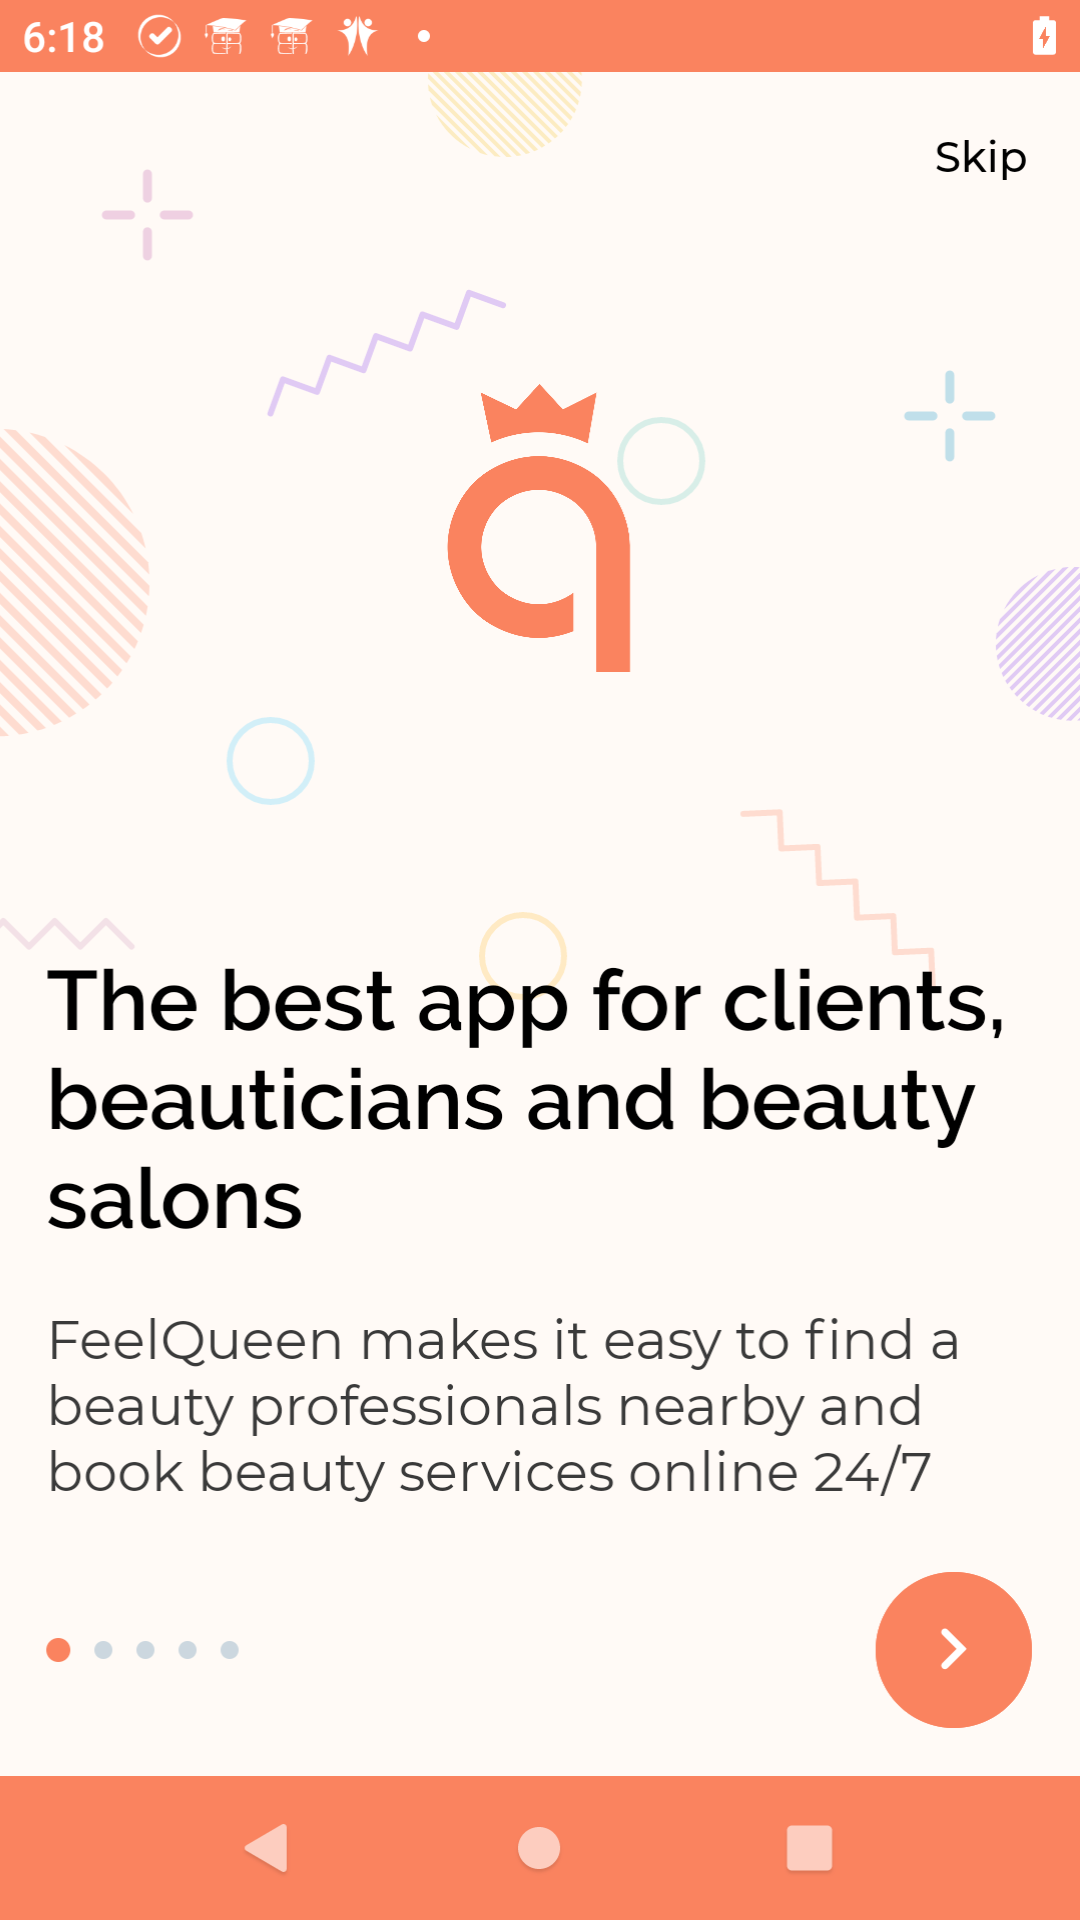 6:18
Skip
The best app for clients,
beauticians and beauty
salons
FeelQueen makes it easy to find a
beauty professionals nearby and
book beauty services online 24/7